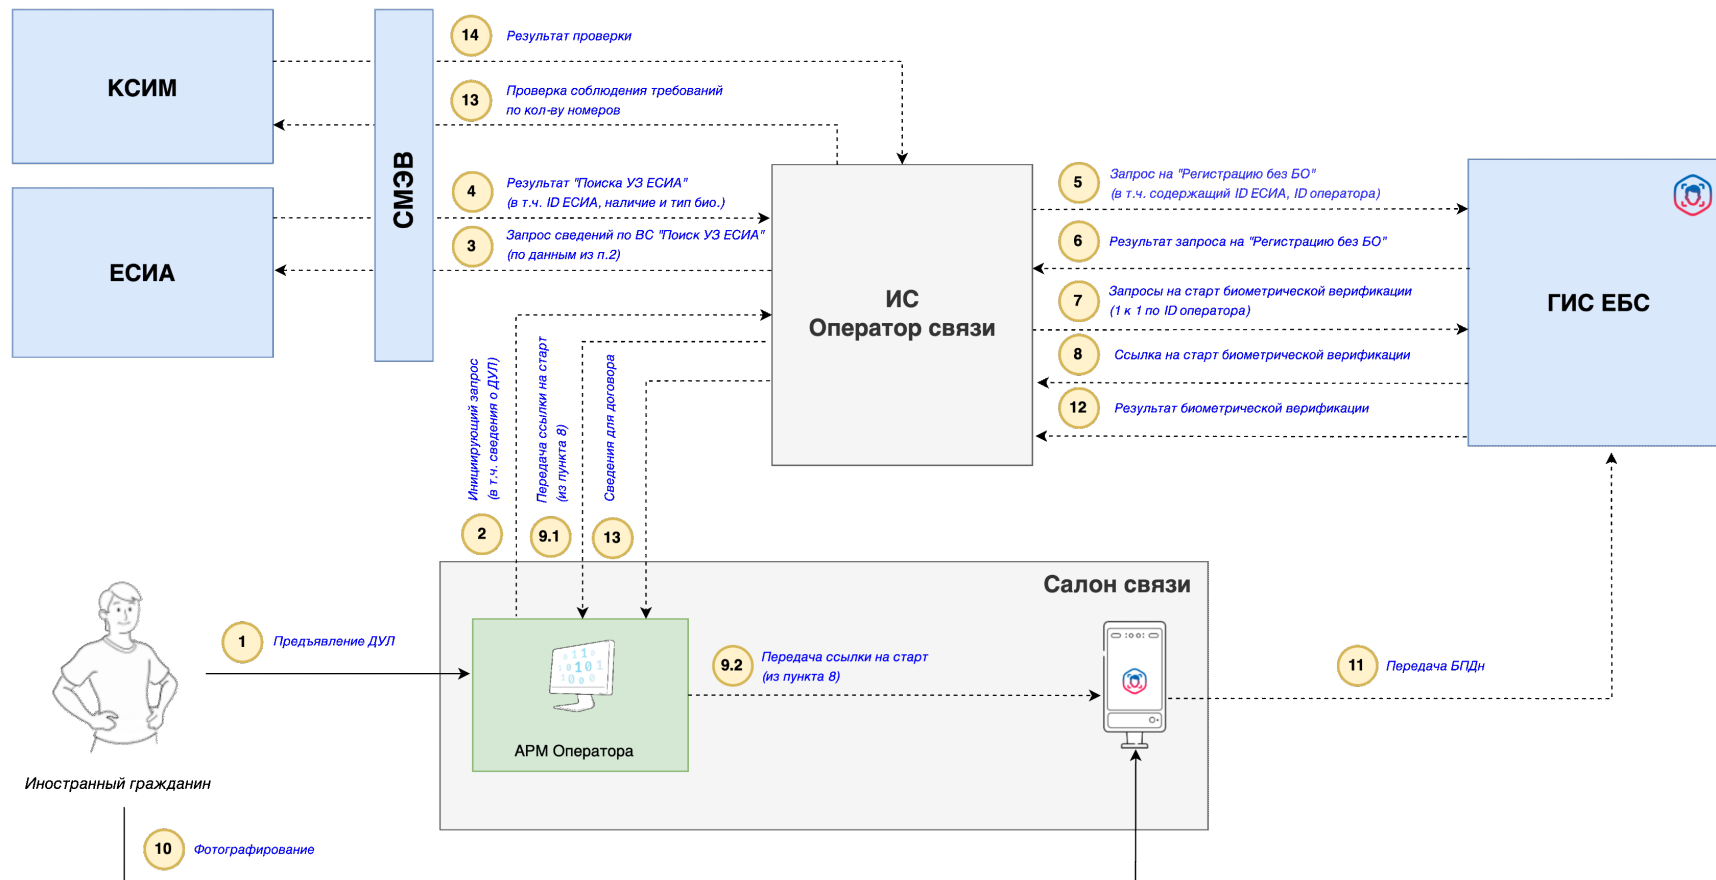 14
Результат проверки
КСИМ
13
Проверка соблюдения требований
по кол-ву номеров
СМЭВ
4
Результат "Поиска УЗ ЕСИА"
(в т.ч. ID ЕСИА, наличие и тип био.)
3
Запрос сведений по ВС "Поиск УЗ ЕСИА"
(по данным из п.2)
ЕСИА
ИС
Оператор связи
5
Запрос на "Регистрацию без БО"
(в т.ч. содержащий ID ЕСИА, ID оператора)
6
Результат запроса на "Регистрацию без БО"
7
Запросы на старт биометрической верификации
(1 к 1 по ID оператора)
8
Ссылка на старт биометрической верификации
12
Результат биометрической верификации
ГИС ЕБС
Инициирующий запрос
(в т.ч. сведения о ДУЛ)
2
Передача ссылки на старт
(из пункта 8)
9.1
Сведения для договора
13
Салон связи
1
Предъявление ДУЛ
АРМ Оператора
9.2
Передача ссылки на старт
(из пункта 8)
11
Передача БПДн
Иностранный гражданин
10
Фотографирование